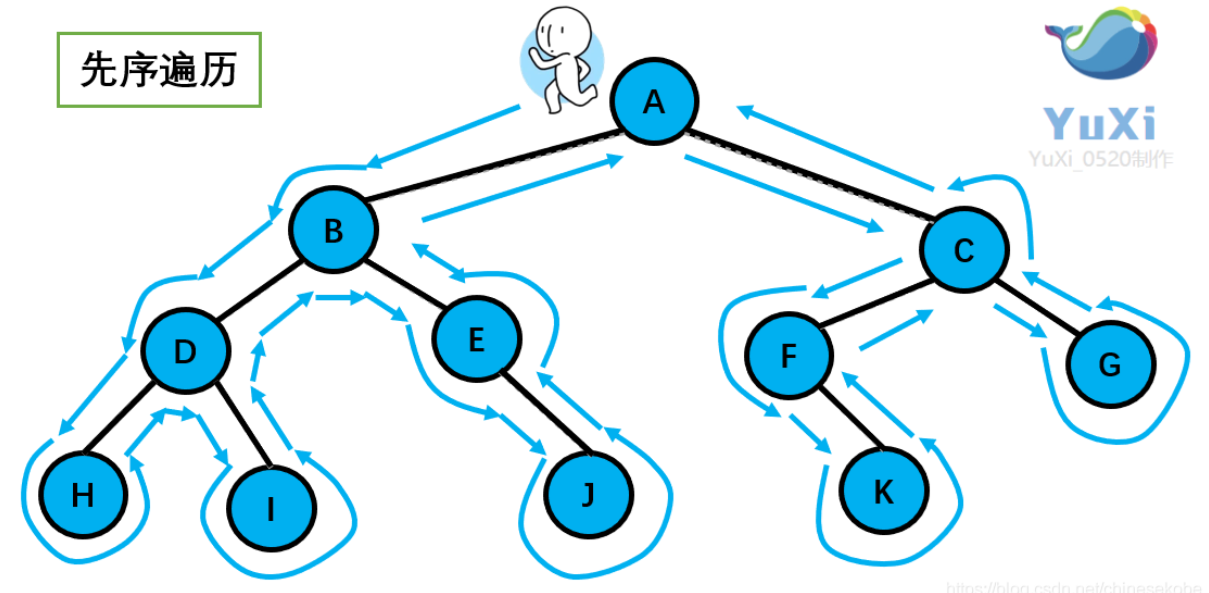 先序遍历
YuXi
YuXi_0520制作
A
B
C
D
E
F
G
H
I
J
K
https://blog.csdn.net/chinesekobe